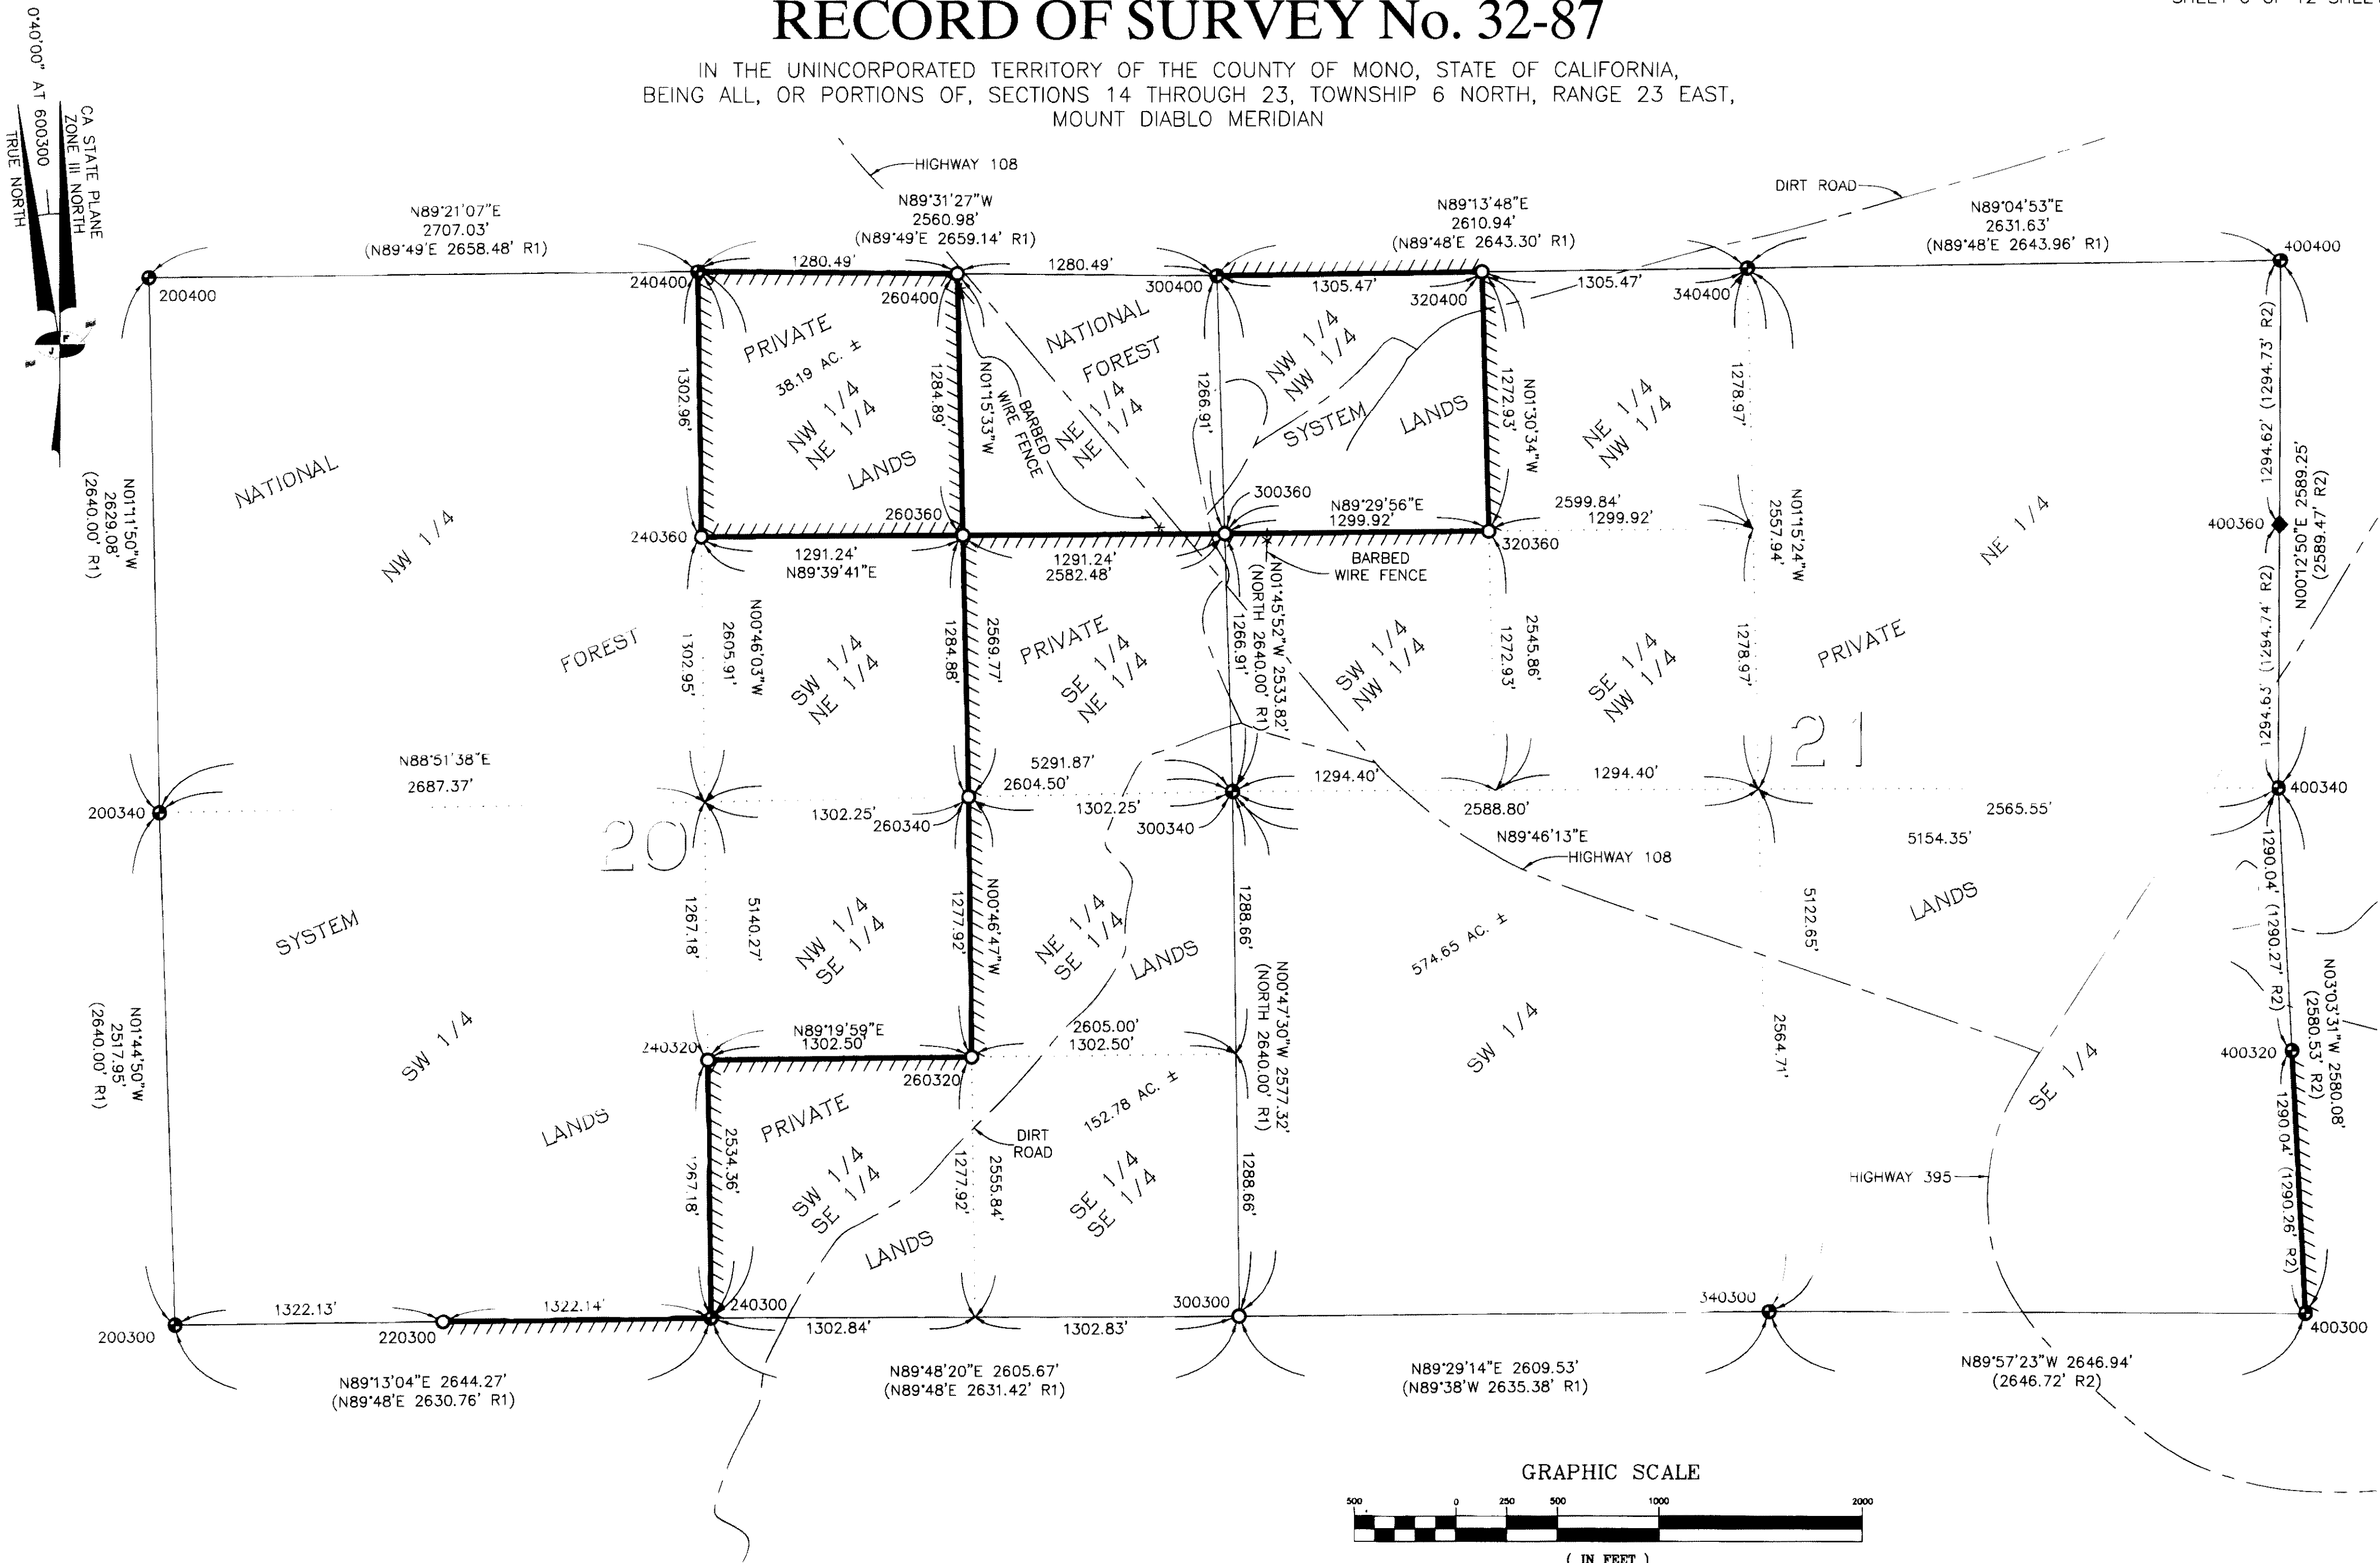 RECORD OF SURVEY No. 32-87
IN THE UNINCORPORATED TERRITORY OF THE COUNTY OF MONO, STATE OF CALIFORNIA,
BEING ALL, OR PORTIONS OF, SECTIONS 14 THROUGH 23, TOWNSHIP 6 NORTH, RANGE 23 EAST,
MOUNT DIABLO MERIDIAN
0°40'00" AT 600300
CA STATE PLANE
ZONE III NORTH
TRUE NORTH
HIGHWAY 108
DIRT ROAD
N89°21'07"E
2707.03'
(N89°49'E 2658.48' R1)
N89°31'27"W
2560.98'
(N89°49'E 2659.14' R1)
N89°13'48"E
2610.94'
(N89°48'E 2643.30' R1)
N89°04'53"E
2631.63'
(N89°48'E 2643.96' R1)
1280.49'
1280.49'
1305.47'
1305.47'
200400
240400
260400
300400
320400
340400
400400
N01°11'50"W
2629.08'
(2640.00' R1)
NATIONAL
NW 1/4
1302.96'
PRIVATE
38.19 AC. ±
NW 1/4
NE 1/4
LANDS
1284.89'
N01°15'33"W
BARBED
WIRE FENCE
NATIONAL
FOREST
NE 1/4
NE 1/4
1266.91'
NW 1/4
NW 1/4
SYSTEM
LANDS
1272.93'
N01°30'34"W
NE 1/4
NW 1/4
1278.97'
N01°15'24"W
2557.94'
NE 1/4
1294.62' (1294.73' R2)
N00°12'50"E 2589.25'
(2589.47' R2)
240360
260360
300360
320360
400360
1291.24'
N89°39'41"E
1291.24'
2582.48'
N89°29'56"E
1299.92'
2599.84'
1299.92'
BARBED
WIRE FENCE
FOREST
1302.95'
2605.91'
N00°46'03"W
SW 1/4
NE 1/4
1284.88'
2569.77'
PRIVATE
SE 1/4
NE 1/4
1266.91'
N01°45'52"W 2533.82'
(NORTH 2640.00' R1)
SW 1/4
NW 1/4
1272.93'
2545.86'
SE 1/4
NW 1/4
1278.97'
PRIVATE
21
1294.63' (1294.74' R2)
N88°51'38"E
2687.37'
5291.87'
2604.50'
1302.25'
1302.25'
1294.40'
1294.40'
2588.80'
N89°46'13"E
2565.55'
5154.35'
200340
260340
300340
400340
20
HIGHWAY 108
SYSTEM
SW 1/4
LANDS
N01°44'50"W
2517.95'
(2640.00' R1)
1267.18'
5140.27'
NW 1/4
SE 1/4
1277.92'
N00°46'47"W
NE 1/4
SE 1/4
LANDS
1288.66'
N00°47'30"W 2577.32'
(NORTH 2640.00' R1)
574.65 AC. ±
SW 1/4
5122.65'
2564.71'
LANDS
SE 1/4
1290.04' (1290.27' R2)
N03°03'31"W 2580.08'
(2580.53' R2)
240320
N89°19'59"E
1302.50'
260320
2605.00'
1302.50'
400320
1267.18'
2534.36'
PRIVATE
SW 1/4
SE 1/4
LANDS
DIRT
ROAD
1277.92'
2555.84'
152.78 AC. ±
SE 1/4
SE 1/4
1288.66'
HIGHWAY 395
1290.04' (1290.26' R2)
200300
1322.13'
220300
1322.14'
240300
1302.84'
1302.83'
300300
340300
400300
N89°13'04"E 2644.27'
(N89°48'E 2630.76' R1)
N89°48'20"E 2605.67'
(N89°48'E 2631.42' R1)
N89°29'14"E 2609.53'
(N89°38'W 2635.38' R1)
N89°57'23"W 2646.94'
(2646.72' R2)
GRAPHIC SCALE
500 0 250 500 1000 2000
( IN FEET )